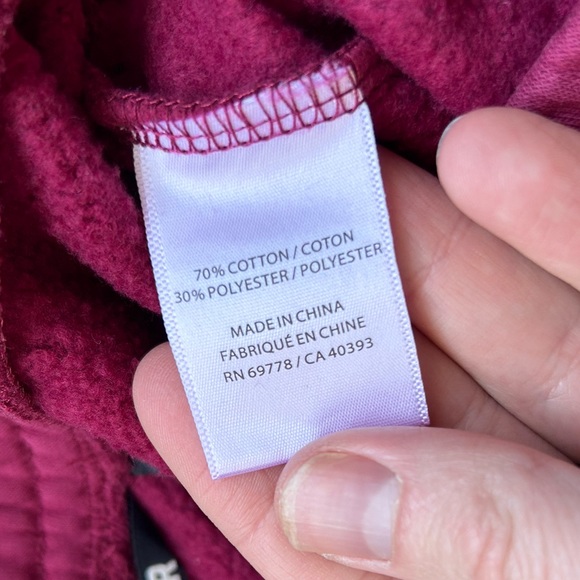 70% COTTON / COTON
30% POLYESTER / POLYESTER
MADE IN CHINA
FABRIQUÉ EN CHINE
RN 69778 / CA 40393
R